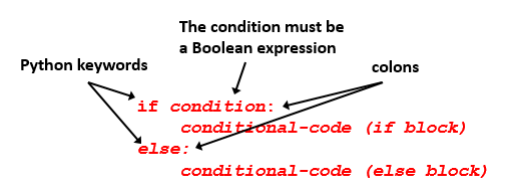 The condition must be
a Boolean expression
Python keywords
colons
if condition:
conditional-code (if block)
else:
conditional-code (else block)